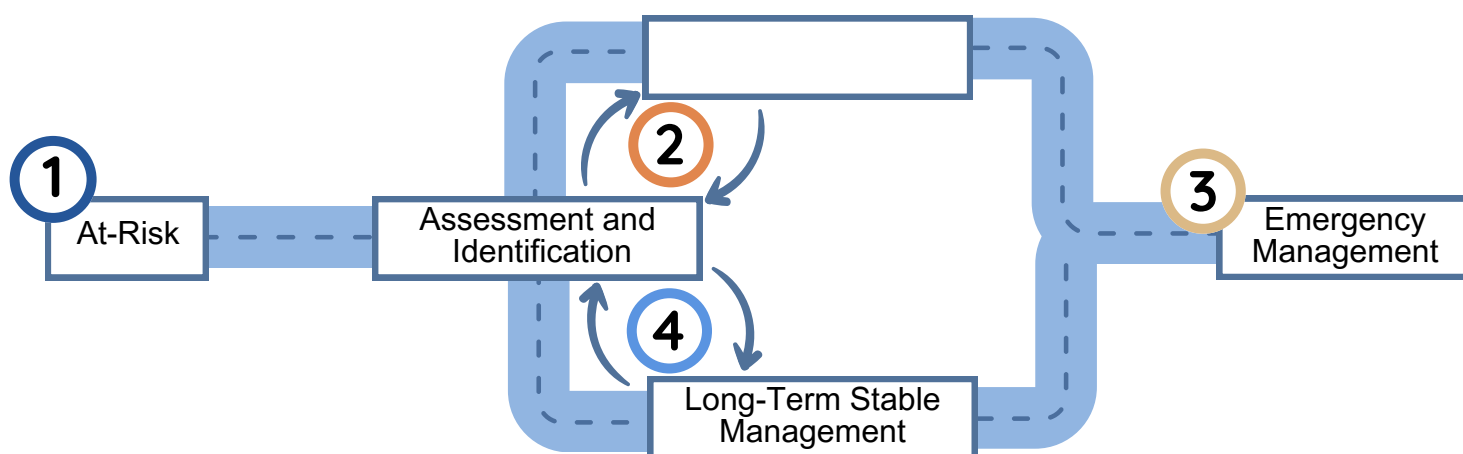 2
1
At-Risk
Assessment and
Identification
3
Emergency
Management
4
Long-Term Stable
Management